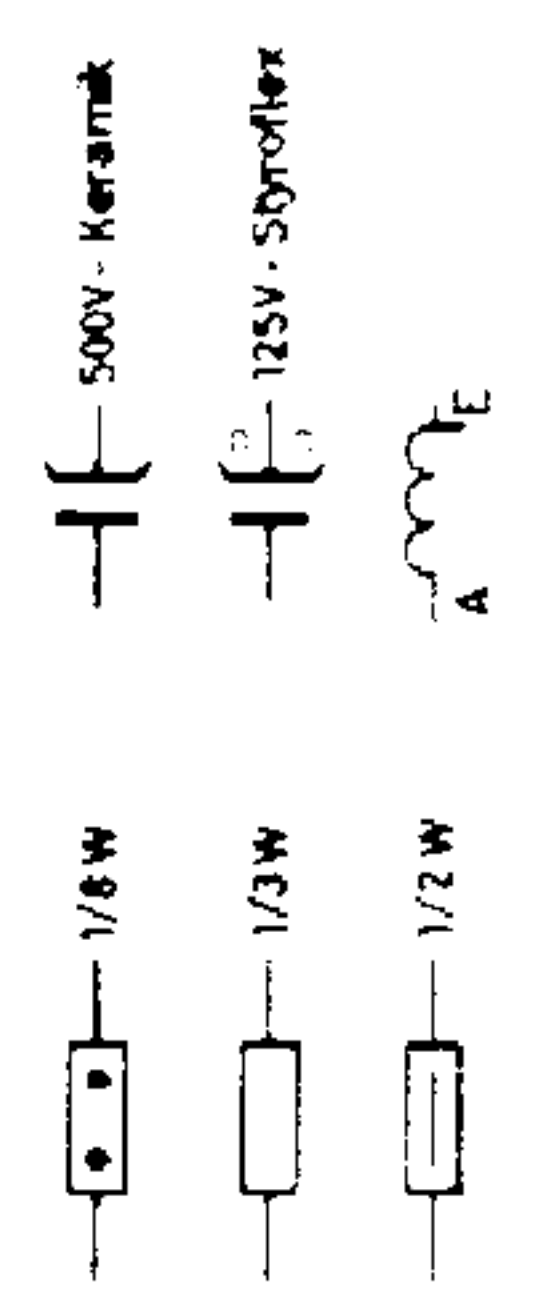 1/8 W
500V - Keramik
1/3 W
125V - Styroflex
1/2 W
A
E